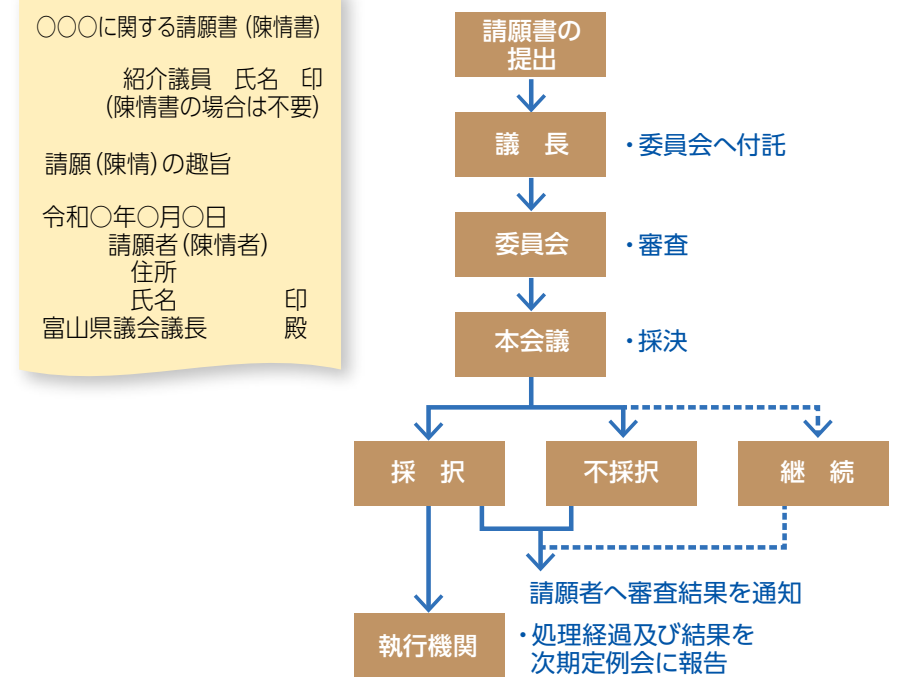 ○○○に関する請願書(陳情書)
紹介議員 氏名 印
(陳情書の場合は不要)
請願(陳情)の趣旨
令和○年○月○日
請願者(陳情者)
住所
氏名 印
富山県議会議長 殿
請願書の
提出
議 長
・委員会へ付託
委員会
・審査
本会議
・採決
採 択
不採択
継 続
請願者へ審査結果を通知
執行機関
・処理経過及び結果を
次期定例会に報告